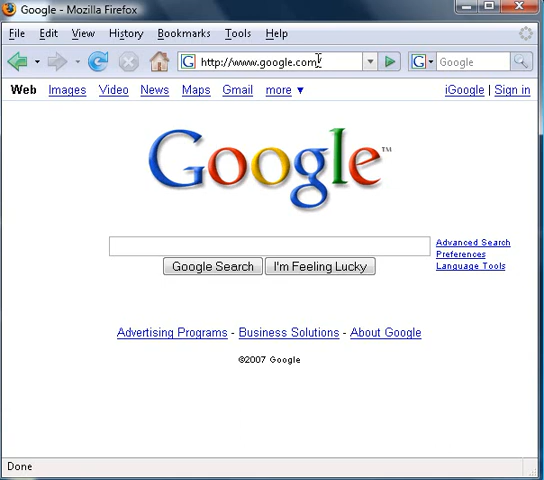 Google - Mozilla Firefox
File Edit View History Bookmarks Tools Help
G http://www.google.com/ G Google
Web Images Video News Maps Gmail more ▼ iGoogle | Sign in
Google™
Advanced Search
Preferences
Language Tools
Google Search I'm Feeling Lucky
Advertising Programs - Business Solutions - About Google
©2007 Google
Done